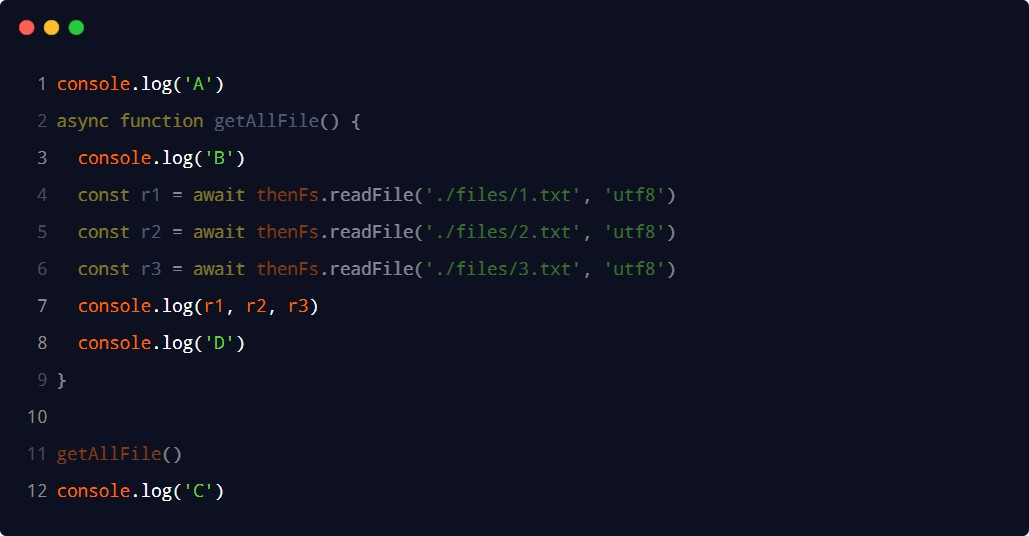 1 console.log('A')
2 async function getAllFile() {
3   console.log('B')
4   const r1 = await thenFs.readFile('./files/1.txt', 'utf8')
5   const r2 = await thenFs.readFile('./files/2.txt', 'utf8')
6   const r3 = await thenFs.readFile('./files/3.txt', 'utf8')
7   console.log(r1, r2, r3)
8   console.log('D')
9 }
10
11 getAllFile()
12 console.log('C')